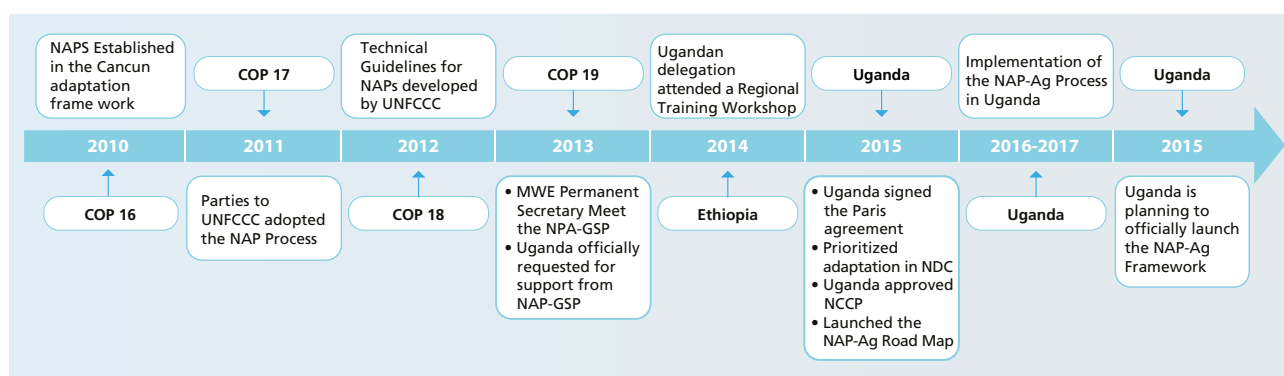 NAPS Established
in the Cancun
adaptation
frame work
COP 17
Technical
Guidelines for
NAPs developed
by UNFCCC
COP 19
Ugandan
delegation
attended a Regional
Training Workshop
Uganda
Implementation of
the NAP-Ag Process
in Uganda
Uganda
2010
2011
2012
2013
2014
2015
2016-2017
2015
COP 16
Parties to
UNFCCC adopted
the NAP Process
COP 18
• MWE Permanent
Secretary Meet
the NPA-GSP
• Uganda officially
requested for
support from
NAP-GSP
Ethiopia
• Uganda signed
the Paris
agreement
• Prioritized
adaptation in NDC
• Uganda approved
NCCP
• Launched the
NAP-Ag Road Map
Uganda
Uganda is
planning to
officially launch
the NAP-Ag
Framework